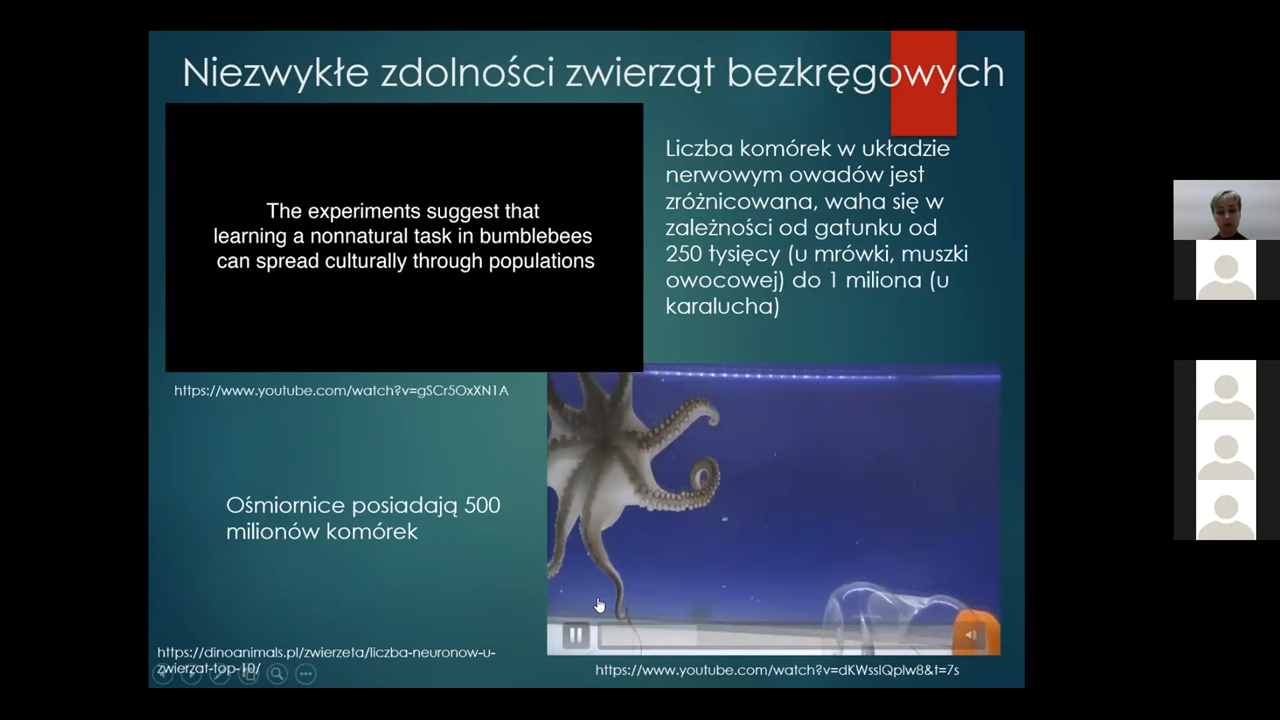 Niezwykłe zdolności zwierząt bezkręgowych
The experiments suggest that
learning a nonnatural task in bumblebees
can spread culturally through populations
Liczba komórek w układzie
nerwowym owadów jest
zróżnicowana, waha się w
zależności od gatunku od
250 tysięcy (u mrówki, muszki
owocowej) do 1 miliona (u
karalucha)
https://www.youtube.com/watch?v=gSCr5OxXN1A
Ośmiornice posiadają 500
milionów komórek
https://dinoanimals.pl/zwierzeta/liczba-neuronow-u-
zwierzat-top-10/
https://www.youtube.com/watch?v=dKWssIQplw8&t=7s